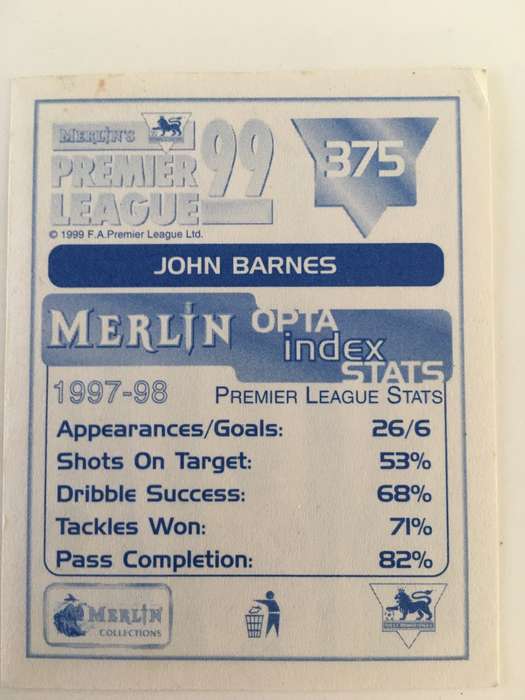 MERLIN'S
PREMIER
LEAGUE 99
© 1999 F.A.Premier League Ltd.
375
JOHN BARNES
MERLIN OPTA
index
STATS
1997-98 PREMIER LEAGUE STATS
Appearances/Goals: 26/6
Shots On Target: 53%
Dribble Success: 68%
Tackles Won: 71%
Pass Completion: 82%
MERLIN
COLLECTIONS